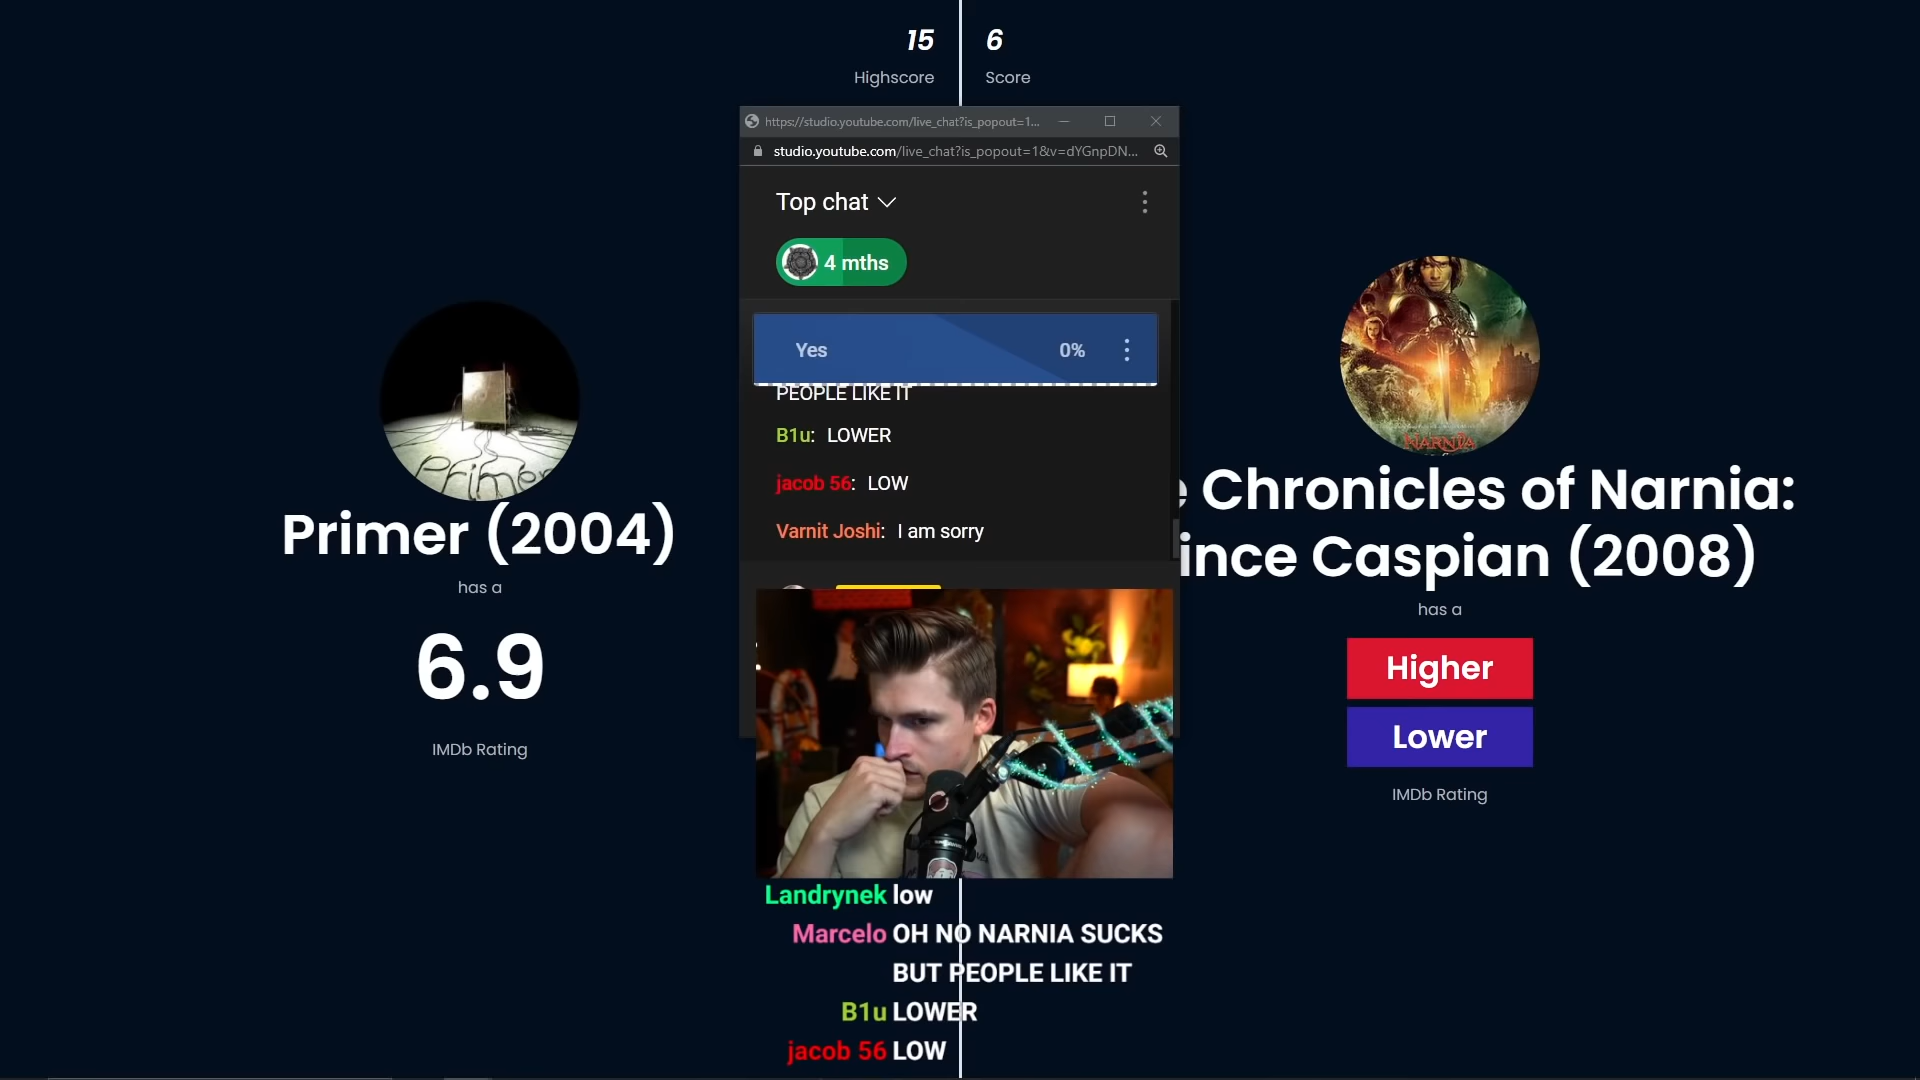 15
Highscore
6
Score
https://studio.youtube.com/live_chat?is_popout=1...
studio.youtube.com/live_chat?is_popout=1&v=dYGnpDN...
Top chat
4 mths
Yes 0%
PEOPLE LIKE IT
B1u: LOWER
jacob 56: LOW
Varnit Joshi: I am sorry
Primer
Primer (2004)
has a
6.9
IMDb Rating
NARNIA
Chronicles of Narnia:
Caspian (2008)
has a
Higher
Lower
IMDb Rating
Landrynek low
Marcelo OH NO NARNIA SUCKS
BUT PEOPLE LIKE IT
B1u LOWER
jacob 56 LOW